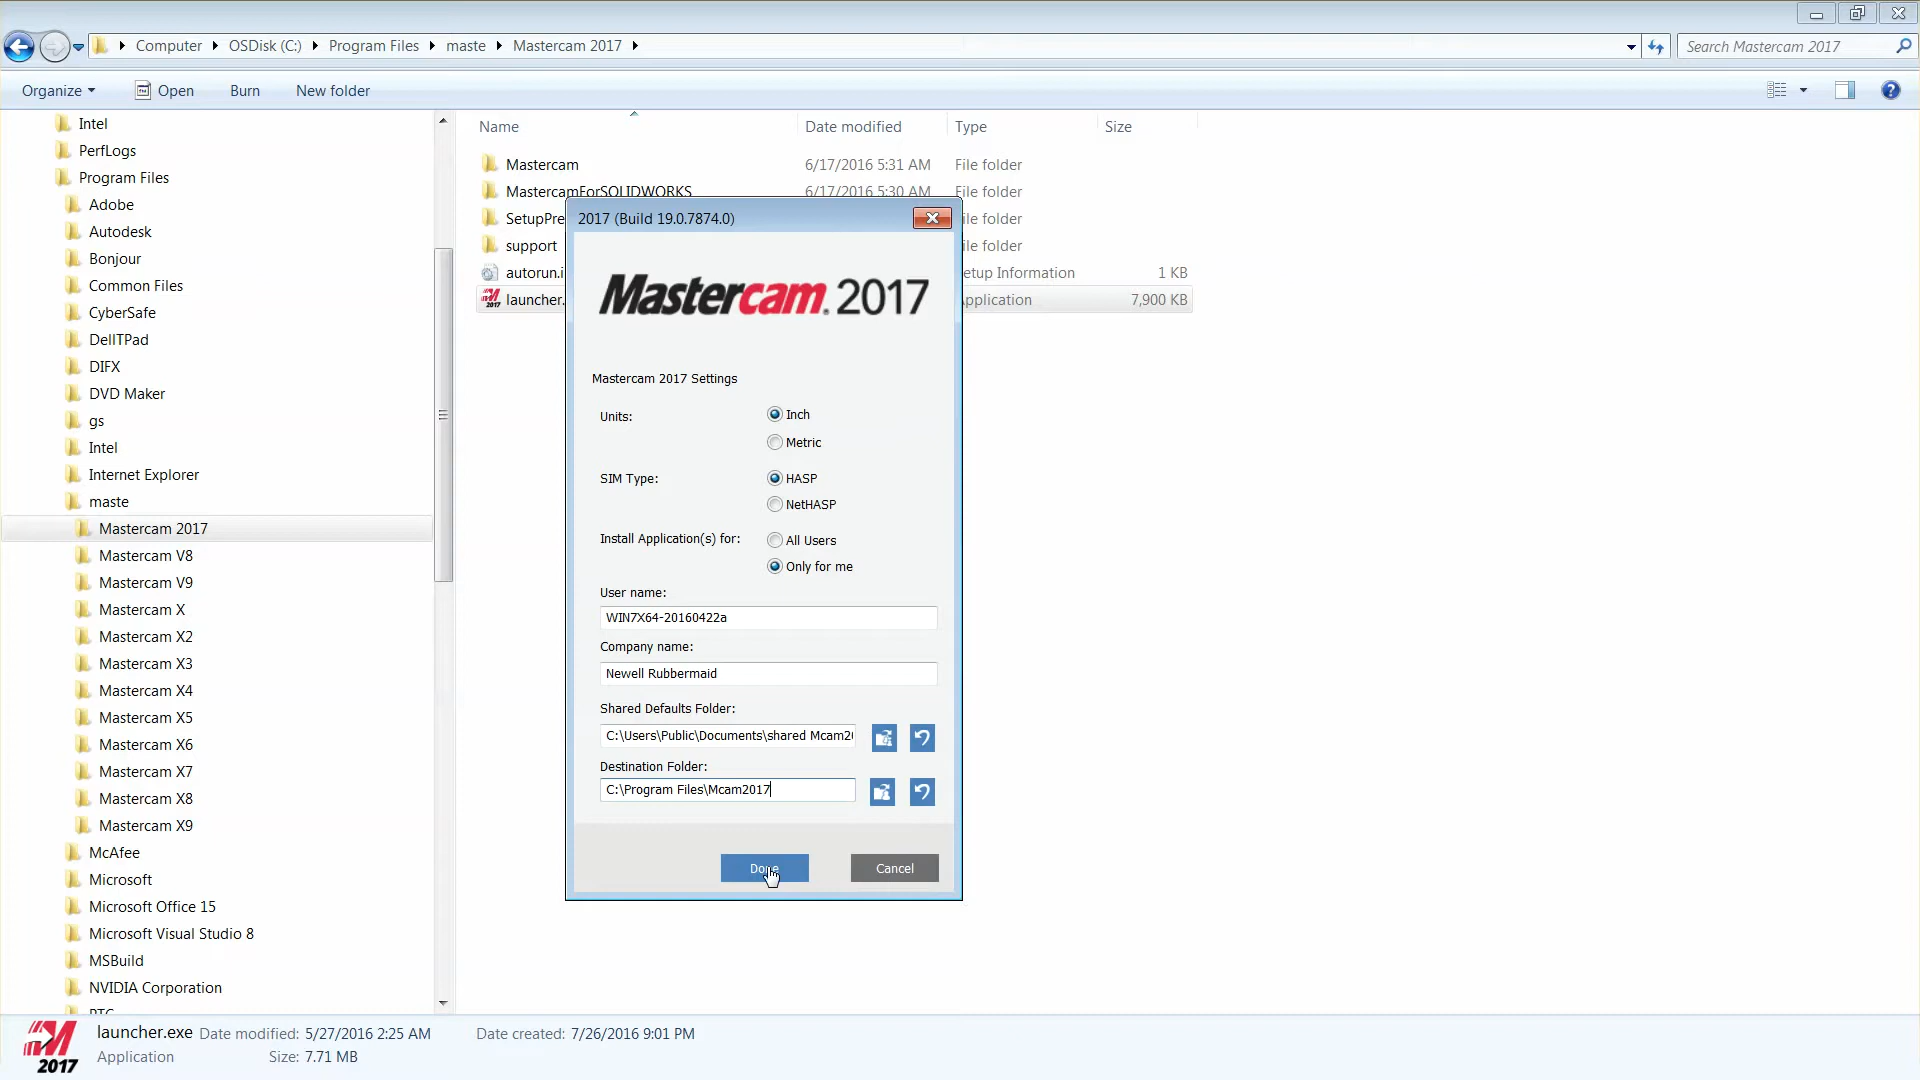 Computer OSDisk (C:) Program Files maste Mastercam 2017
Search Mastercam 2017
Organize Open Burn New folder
Intel
PerfLogs
Program Files
Adobe
Autodesk
Bonjour
Common Files
CyberSafe
DellTPad
DIFX
DVD Maker
gs
Intel
Internet Explorer
maste
Mastercam 2017
Mastercam V8
Mastercam V9
Mastercam X
Mastercam X2
Mastercam X3
Mastercam X4
Mastercam X5
Mastercam X6
Mastercam X7
Mastercam X8
Mastercam X9
McAfee
Microsoft
Microsoft Office 15
Microsoft Visual Studio 8
MSBuild
NVIDIA Corporation
Name Date modified Type Size
Mastercam 6/17/2016 5:31 AM File folder
MastercamForSOLIDWORKS 6/17/2016 5:30 AM File folder
SetupPre ile folder
support ile folder
autorun.i etup Information 1 KB
launcher. pplication 7,900 KB
2017 (Build 19.0.7874.0)
Mastercam. 2017
Mastercam 2017 Settings
Units: Inch
Metric
SIM Type: HASP
NetHASP
Install Application(s) for: All Users
Only for me
User name:
WIN7X64-20160422a
Company name:
Newell Rubbermaid
Shared Defaults Folder:
C:\Users\Public\Documents\shared Mcam2
Destination Folder:
C:\Program Files\Mcam2017
Done Cancel
launcher.exe Date modified: 5/27/2016 2:25 AM Date created: 7/26/2016 9:01 PM
Application Size: 7.71 MB
2017